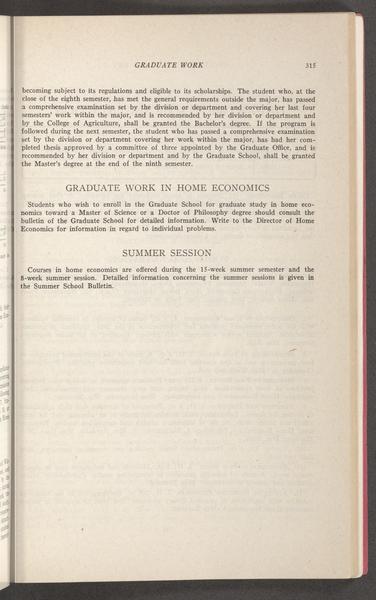 GRADUATE WORK 315
becoming subject to its regulations and eligible to its scholarships. The student who, at the
close of the eighth semester, has met the general requirements outside the major, has passed
a comprehensive examination set by the division or department and covering her last four
semesters' work within the major, and is recommended by her division or department and
by the College of Agriculture, shall be granted the Bachelor's degree. If the program is
followed during the next semester, the student who has passed a comprehensive examination
set by the division or department covering her work within the major, has had her com-
pleted thesis approved by a committee of three appointed by the Graduate Office, and is
recommended by her division or department and by the Graduate School, shall be granted
the Master's degree at the end of the ninth semester.
GRADUATE WORK IN HOME ECONOMICS
Students who wish to enroll in the Graduate School for graduate study in home eco-
nomics toward a Master of Science or a Doctor of Philosophy degree should consult the
bulletin of the Graduate School for detailed information. Write to the Director of Home
Economics for information in regard to individual problems.
SUMMER SESSION
Courses in home economics are offered during the 15-week summer semester and the
8-week summer session. Detailed information concerning the summer sessions is given in
the Summer School Bulletin.